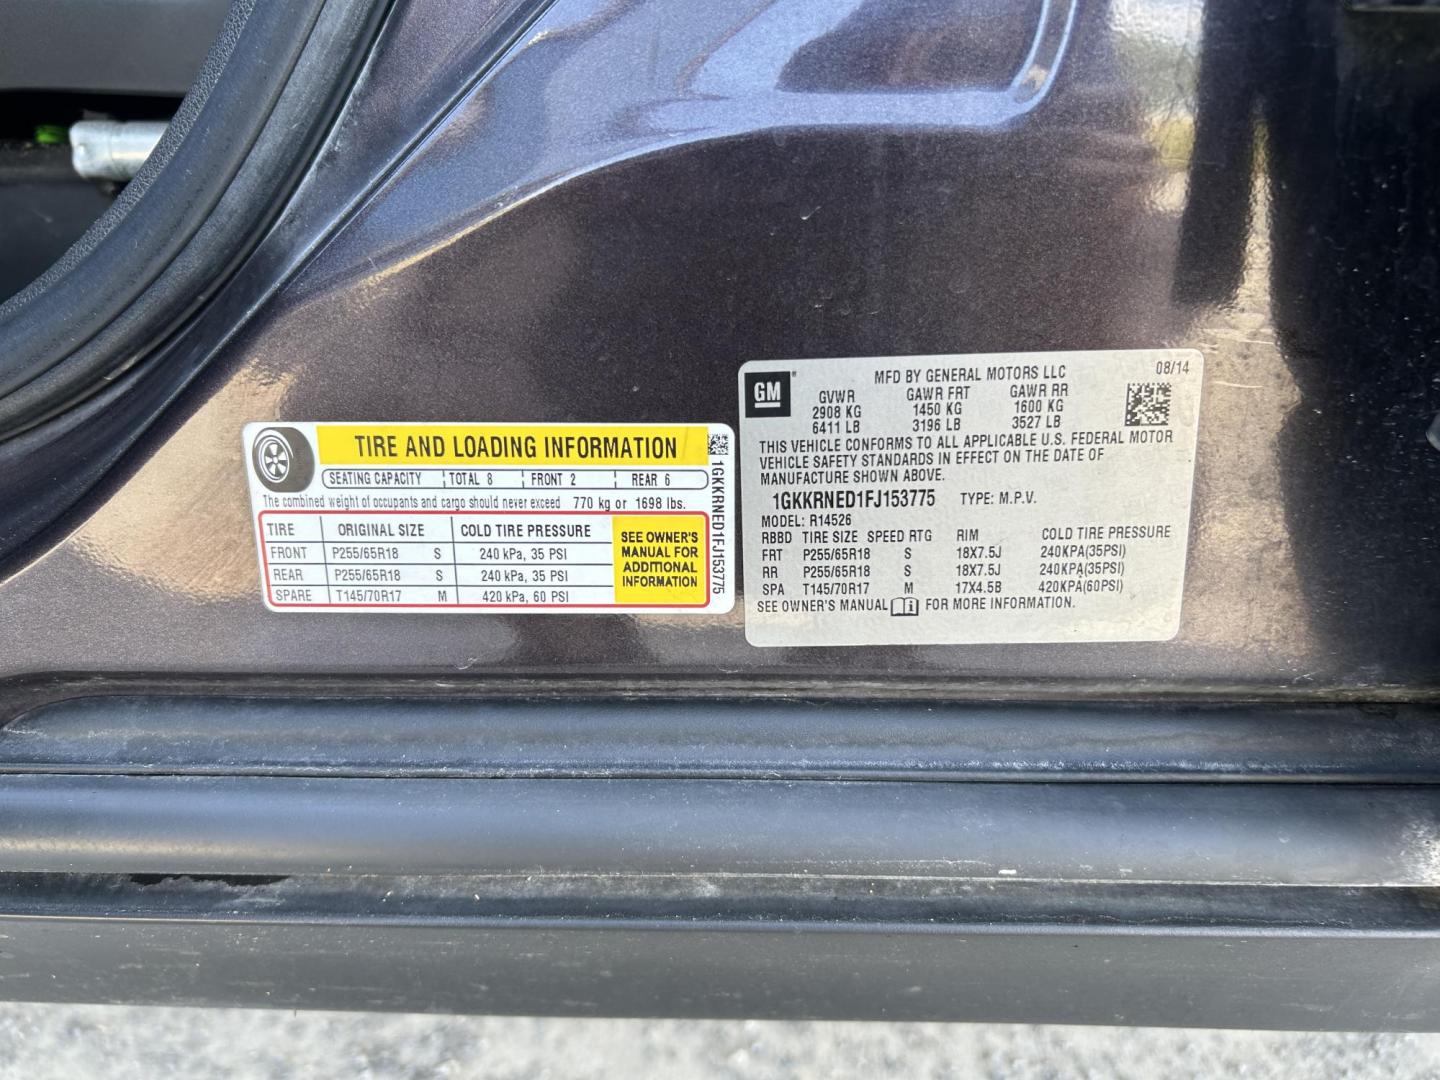 TIRE AND LOADING INFORMATION
SEATING CAPACITY TOTAL 8 FRONT 2 REAR 6
The combined weight of occupants and cargo should never exceed 770 kg or 1698 lbs.
TIRE ORIGINAL SIZE COLD TIRE PRESSURE
FRONT P255/65R18 S 240 kPa, 35 PSI
REAR P255/65R18 S 240 kPa, 35 PSI
SPARE T145/70R17 M 420 kPa, 60 PSI
SEE OWNER'S
MANUAL FOR
ADDITIONAL
INFORMATION
1GKKRNED1FJ153775
GM
MFD BY GENERAL MOTORS LLC 08/14
GVWR GAWR FRT GAWR RR
2908 KG 1450 KG 1600 KG
6411 LB 3196 LB 3527 LB
THIS VEHICLE CONFORMS TO ALL APPLICABLE U.S. FEDERAL MOTOR
VEHICLE SAFETY STANDARDS IN EFFECT ON THE DATE OF
MANUFACTURE SHOWN ABOVE.
1GKKRNED1FJ153775 TYPE: M.P.V.
MODEL: R14526
RBBD TIRE SIZE SPEED RTG RIM COLD TIRE PRESSURE
FRT P255/65R18 S 18X7.5J 240KPA(35PSI)
RR P255/65R18 S 18X7.5J 240KPA(35PSI)
SPA T145/70R17 M 17X4.5B 420KPA(60PSI)
SEE OWNER'S MANUAL FOR MORE INFORMATION.